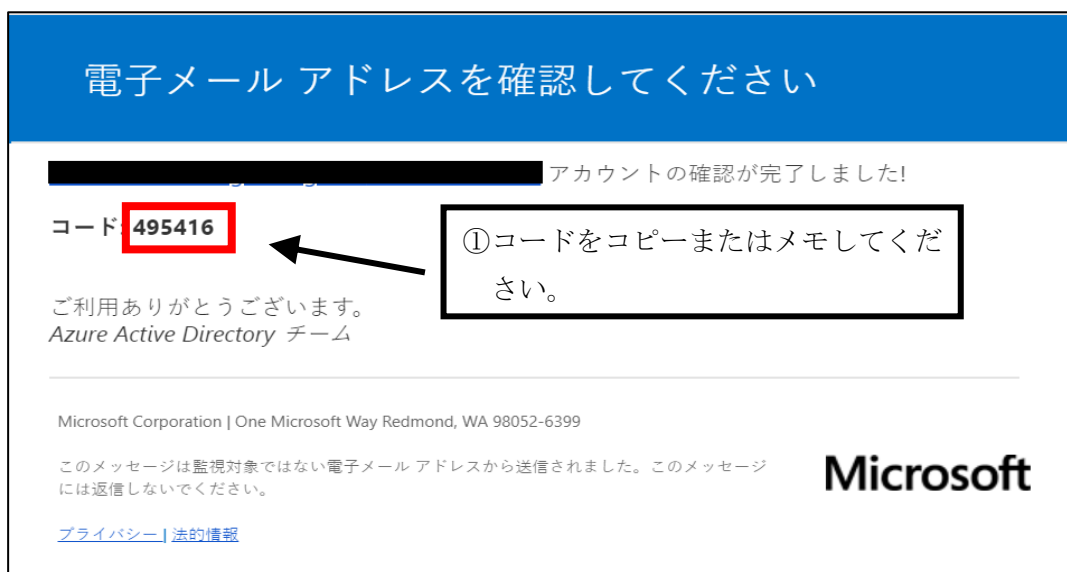 電子メール アドレスを確認してください
アカウントの確認が完了しました!
コード: 495416
①コードをコピーまたはメモしてくだ
さい。
ご利用ありがとうございます。
Azure Active Directory チーム
Microsoft Corporation | One Microsoft Way Redmond, WA 98052-6399
このメッセージは監視対象ではない電子メール アドレスから送信されました。このメッセージ
には返信しないでください。
Microsoft
プライバシー | 法的情報